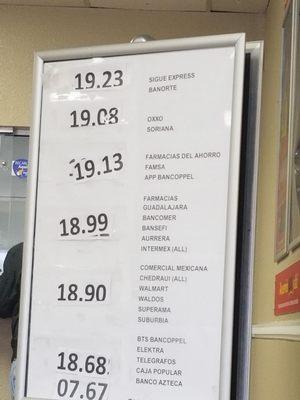 19.23
SIGUE EXPRESS
BANORTE
19.08
OXXO
SORIANA
-19.13
FARMACIAS DEL AHORRO
FAMSA
APP BANCOPPEL
18.99
FARMACIAS
GUADALAJARA
BANCOMER
BANSEFI
AURRERA
INTERMEX (ALL)
18.90
COMERCIAL MEXICANA
CHEDRAUI (ALL)
WALMART
WALDOS
SUPERAMA
SUBURBIA
18.68
BTS BANCOPPEL
ELEKTRA
TELEGRAFOS
CAJA POPULAR
BANCO AZTECA
07.67